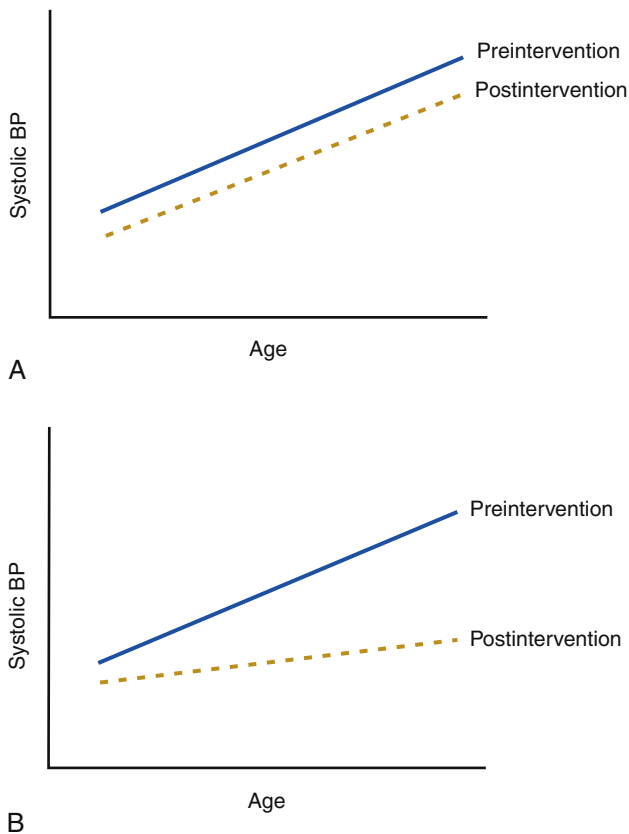 Preintervention
Postintervention
Systolic BP
Age
A
Preintervention
Postintervention
Systolic BP
Age
B